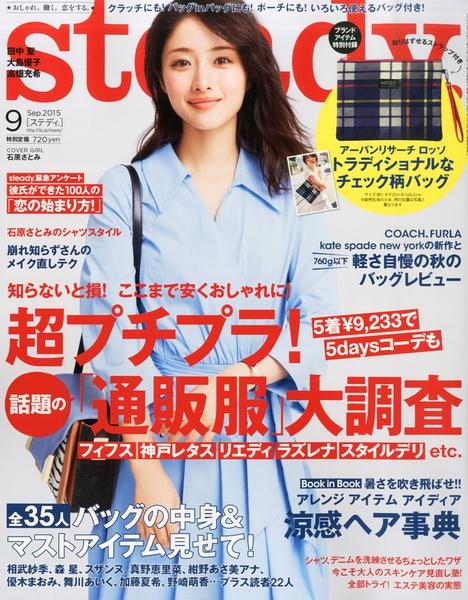 ★おしゃれ。働く。恋をする。★
クラッチにも! バッグinバッグにも! ポーチにも! いろいろ使えるバッグ付き!
steady.
田中 聖
大島優子
高畑充希
9
Sep.2015
[ステディ.]
http://tkj.jp/steady/
特別定価 720yen
COVER GIRL
石原さとみ
ブランド
アイテム
特別付録
取りはずせるストラップ付き
アーバンリサーチ ロッソ
トラディショナルな
チェック柄バッグ
steady.緊急アンケート
彼氏ができた100人の
「恋の始まり方!」
石原さとみのシャツスタイル
崩れ知らずさんの
メイク直しテク
COACH、FURLA
kate spade new yorkの新作と
760g以下 軽さ自慢の秋の
バッグレビュー
知らないと損! ここまで安くおしゃれに!
超プチプラ!
5着¥9,233で
5daysコーデも
話題の「通販服」大調査
フィフス 神戸レタス リエディ ラズレナ スタイルデリ etc.
全35人 バッグの中身&
マストアイテム見せて!
相武紗季、森 星、スザンヌ、真野恵里菜、紺野あさ美アナ、
優木まおみ、舞川あいく、加藤夏希、野崎萌香…プラス読者22人
Book in Book 暑さを吹き飛ばせ!!
アレンジ アイテム アイディア
涼感ヘア事典
シャツ、デニムを洗練させるちょっとしたワザ
今こそ大人のスキンケア見直し塾
全部トライ! エステ美容の実態